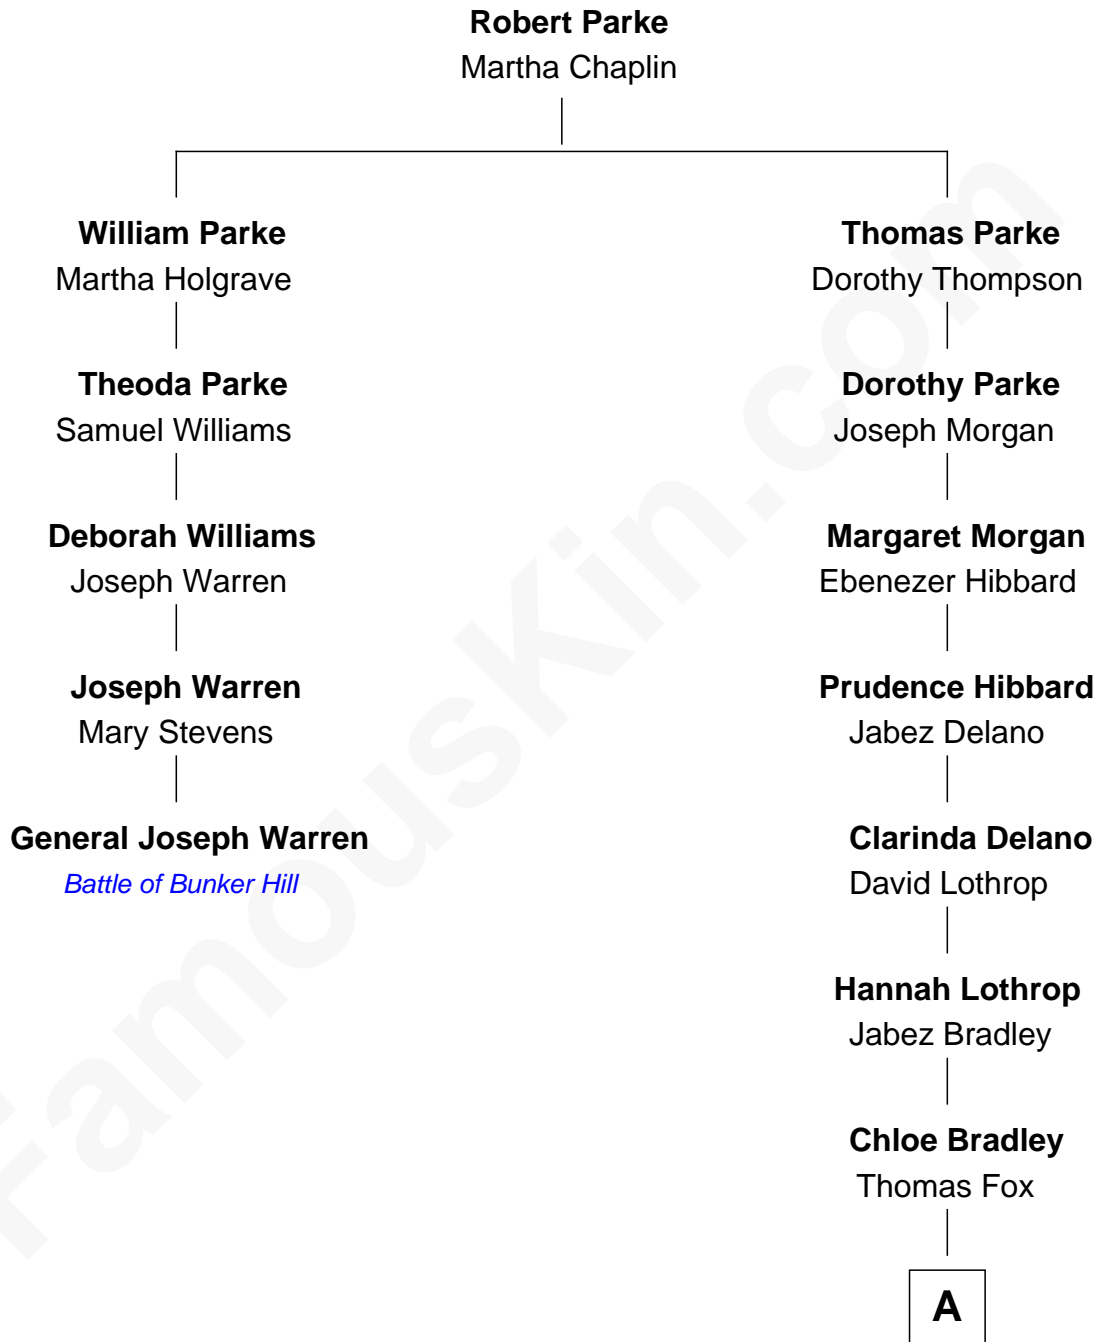 Robert Parke
Martha Chaplin
William Parke
Martha Holgrave
Thomas Parke
Dorothy Thompson
Theoda Parke
Samuel Williams
Dorothy Parke
Joseph Morgan
Deborah Williams
Joseph Warren
Margaret Morgan
Ebenezer Hibbard
Joseph Warren
Mary Stevens
Prudence Hibbard
Jabez Delano
General Joseph Warren
Battle of Bunker Hill
Clarinda Delano
David Lothrop
Hannah Lothrop
Jabez Bradley
Chloe Bradley
Thomas Fox
A
FamousKin.com